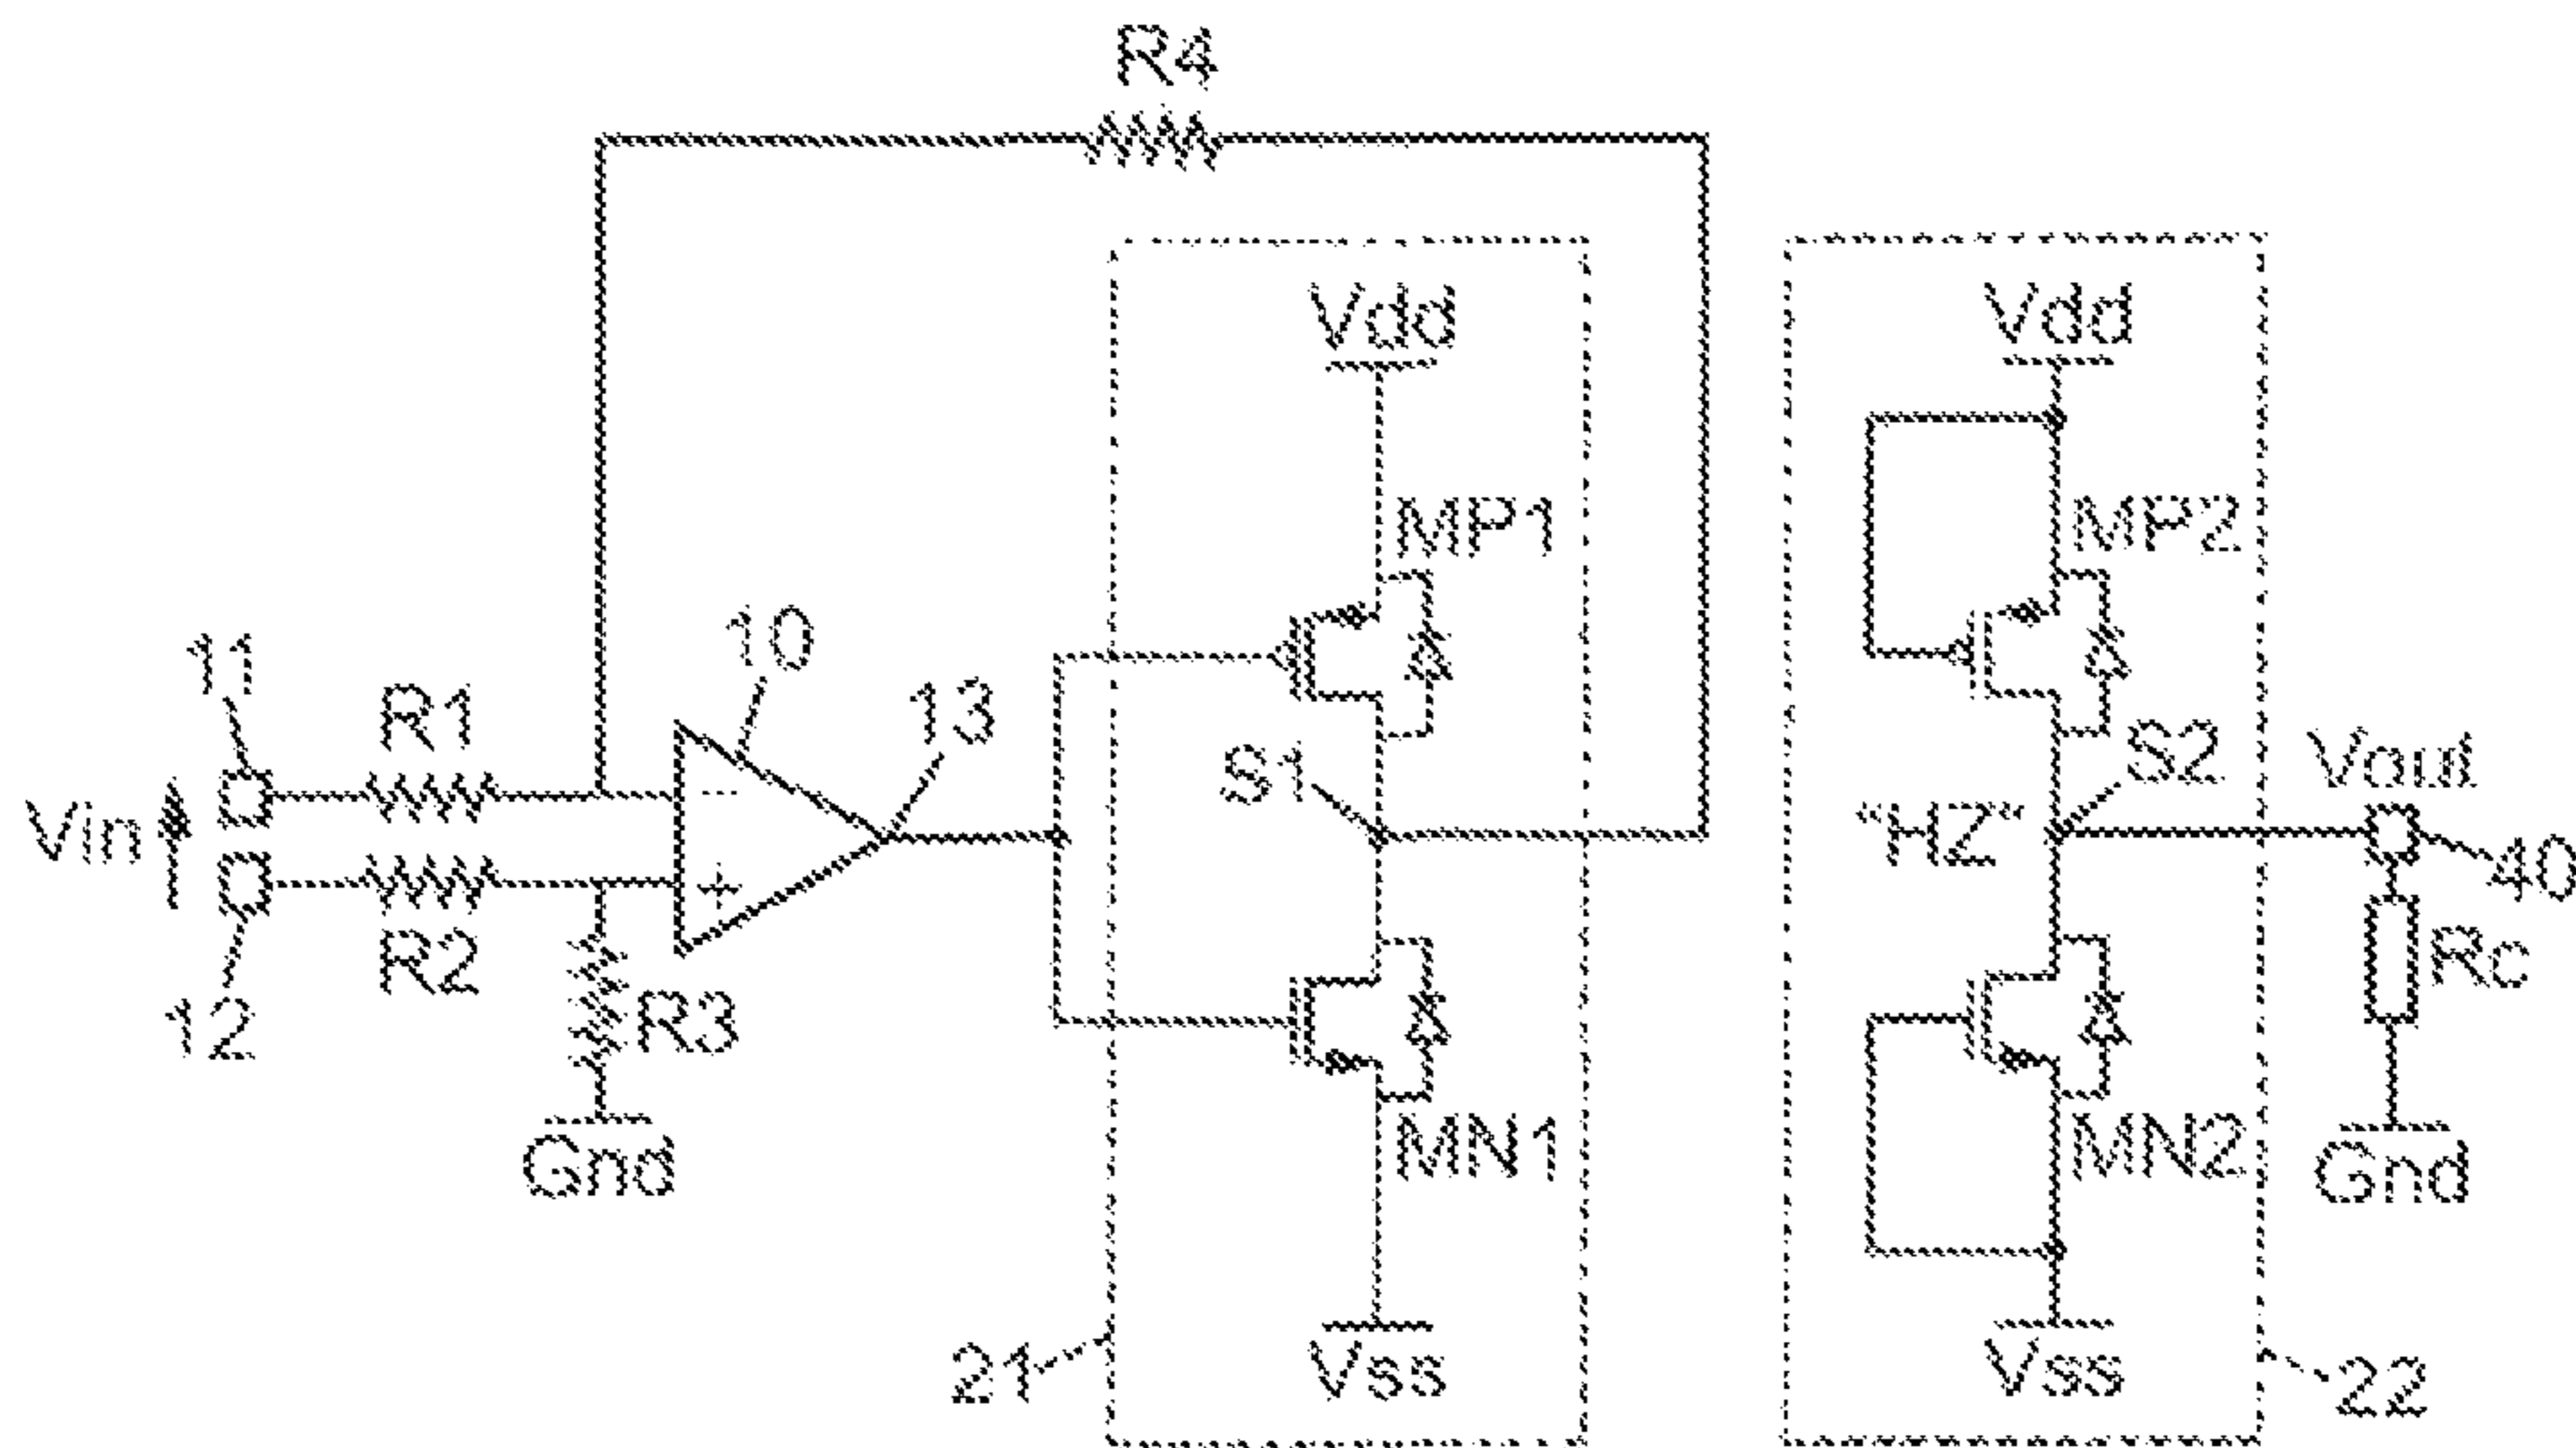 R4
Vdd
Vdd
MP1
MP2
10
11
R1
13
S1
S2
Vout
Vin
-
"HZ"
+
40
R2
R3
Rc
12
Gnd
MN1
MN2
Gnd
21
Vss
Vss
22